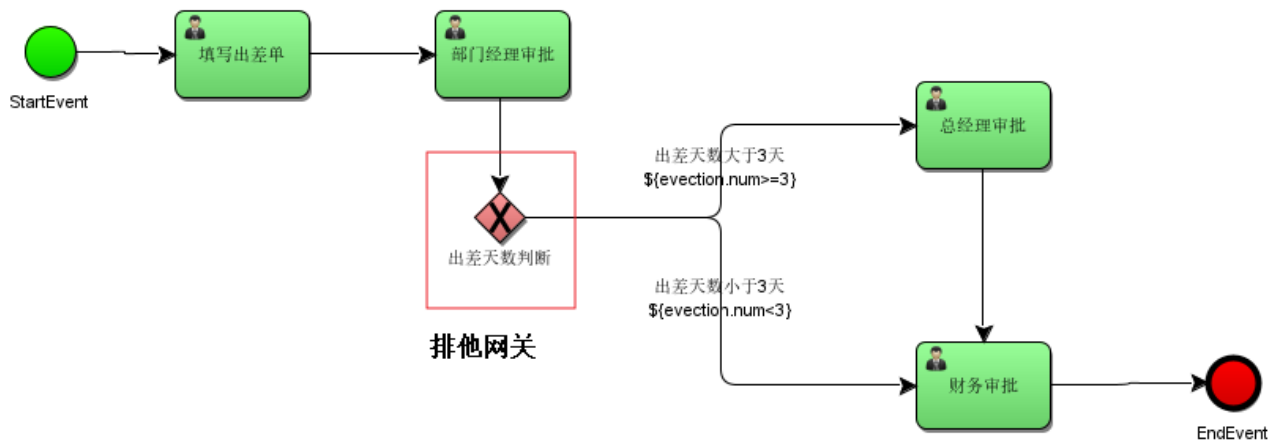 填写出差单
部门经理审批
StartEvent
总经理审批
出差天数大于3天
${evection.num>=3}
出差天数判断
出差天数小于3天
${evection.num<3}
排他网关
财务审批
EndEvent